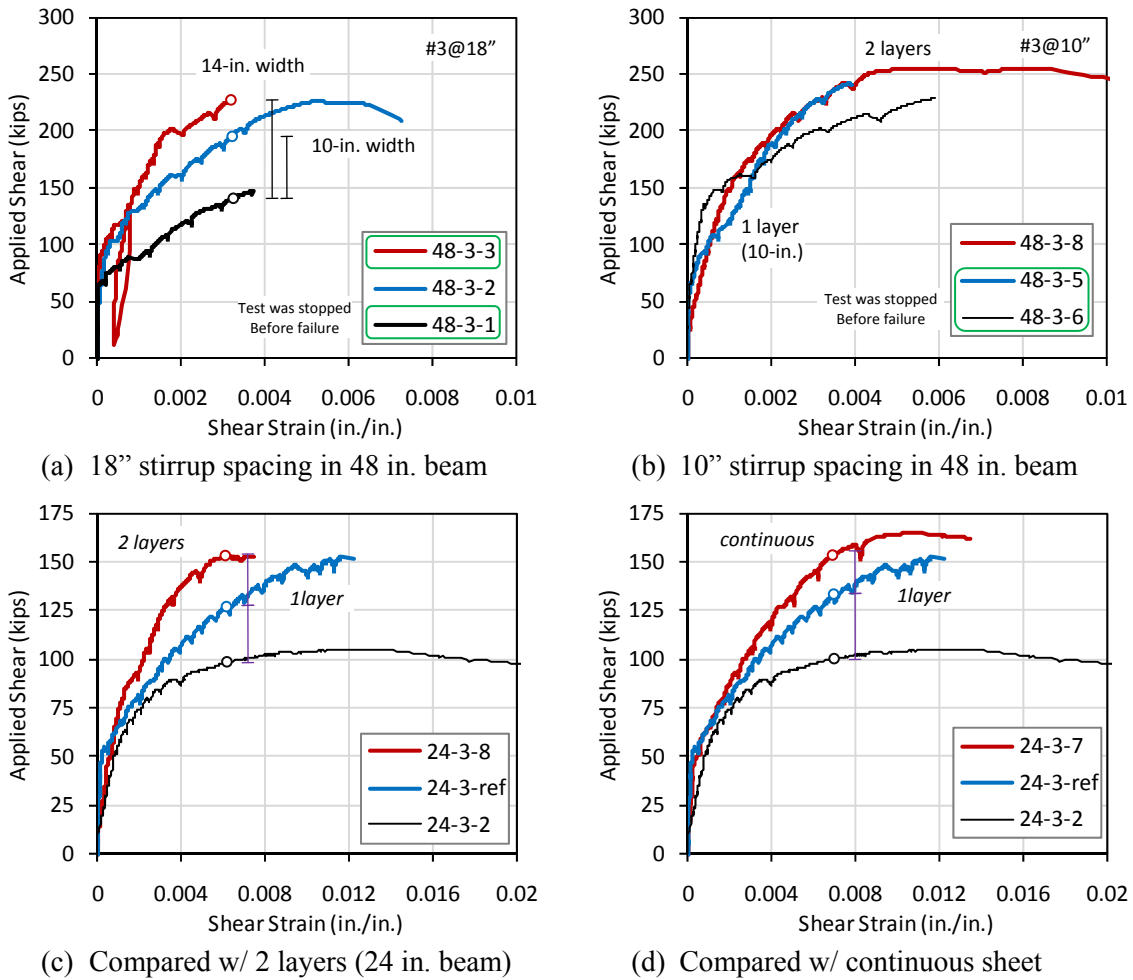 300
250
200
150
100
50
0
Applied Shear (kips)
14-in. width
#3@18”
10-in. width
48-3-3
48-3-2
48-3-1
Test was stopped
Before failure
0 0.002 0.004 0.006 0.008 0.01
Shear Strain (in./in.)
(a) 18” stirrup spacing in 48 in. beam
300
250
200
150
100
50
0
Applied Shear (kips)
2 layers
#3@10”
1 layer
(10-in.)
48-3-8
48-3-5
48-3-6
Test was stopped
Before failure
0 0.002 0.004 0.006 0.008 0.01
Shear Strain (in./in.)
(b) 10” stirrup spacing in 48 in. beam
175
150
125
100
75
50
25
0
Applied Shear (kips)
2 layers
1layer
24-3-8
24-3-ref
24-3-2
0 0.004 0.008 0.012 0.016 0.02
Shear Strain (in./in.)
(c) Compared w/ 2 layers (24 in. beam)
175
150
125
100
75
50
25
0
Applied Shear (kips)
continuous
1layer
24-3-7
24-3-ref
24-3-2
0 0.004 0.008 0.012 0.016 0.02
Shear Strain (in./in.)
(d) Compared w/ continuous sheet